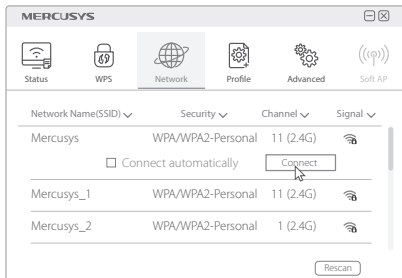 MERCUSYS
Status WPS Network Profile Advanced Soft AP
Network Name(SSID) Security Channel Signal
Mercusys WPA/WPA2-Personal 11 (2.4G)
Connect automatically Connect
Mercusys_1 WPA/WPA2-Personal 11 (2.4G)
Mercusys_2 WPA/WPA2-Personal 1 (2.4G)
Rescan